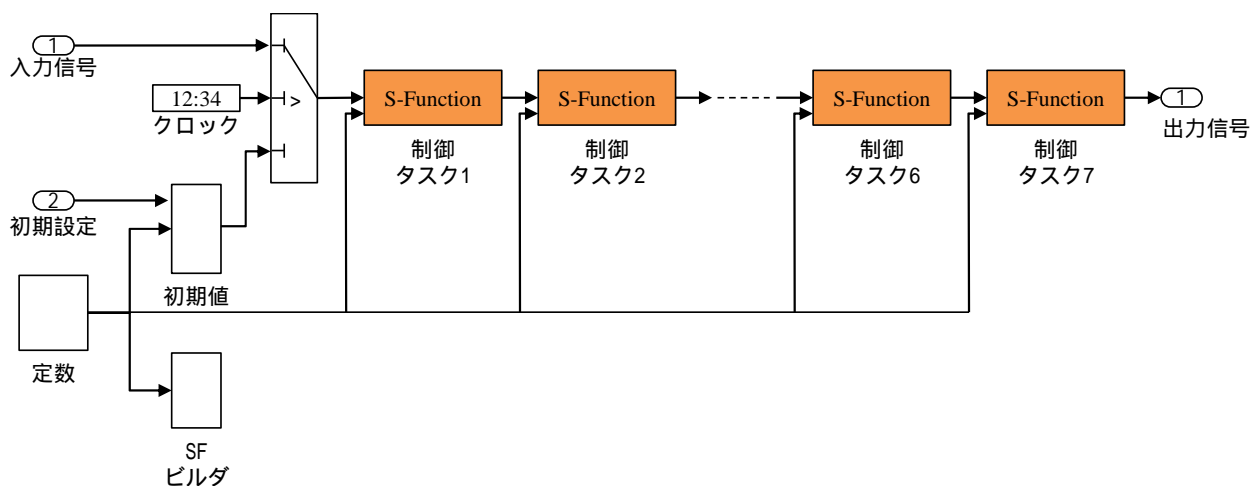 1
入力信号
12:34
クロック
>
2
初期設定
初期値
定数
SF
ビルダ
S-Function
制御
タスク1
S-Function
制御
タスク2
S-Function
制御
タスク6
S-Function
制御
タスク7
1
出力信号